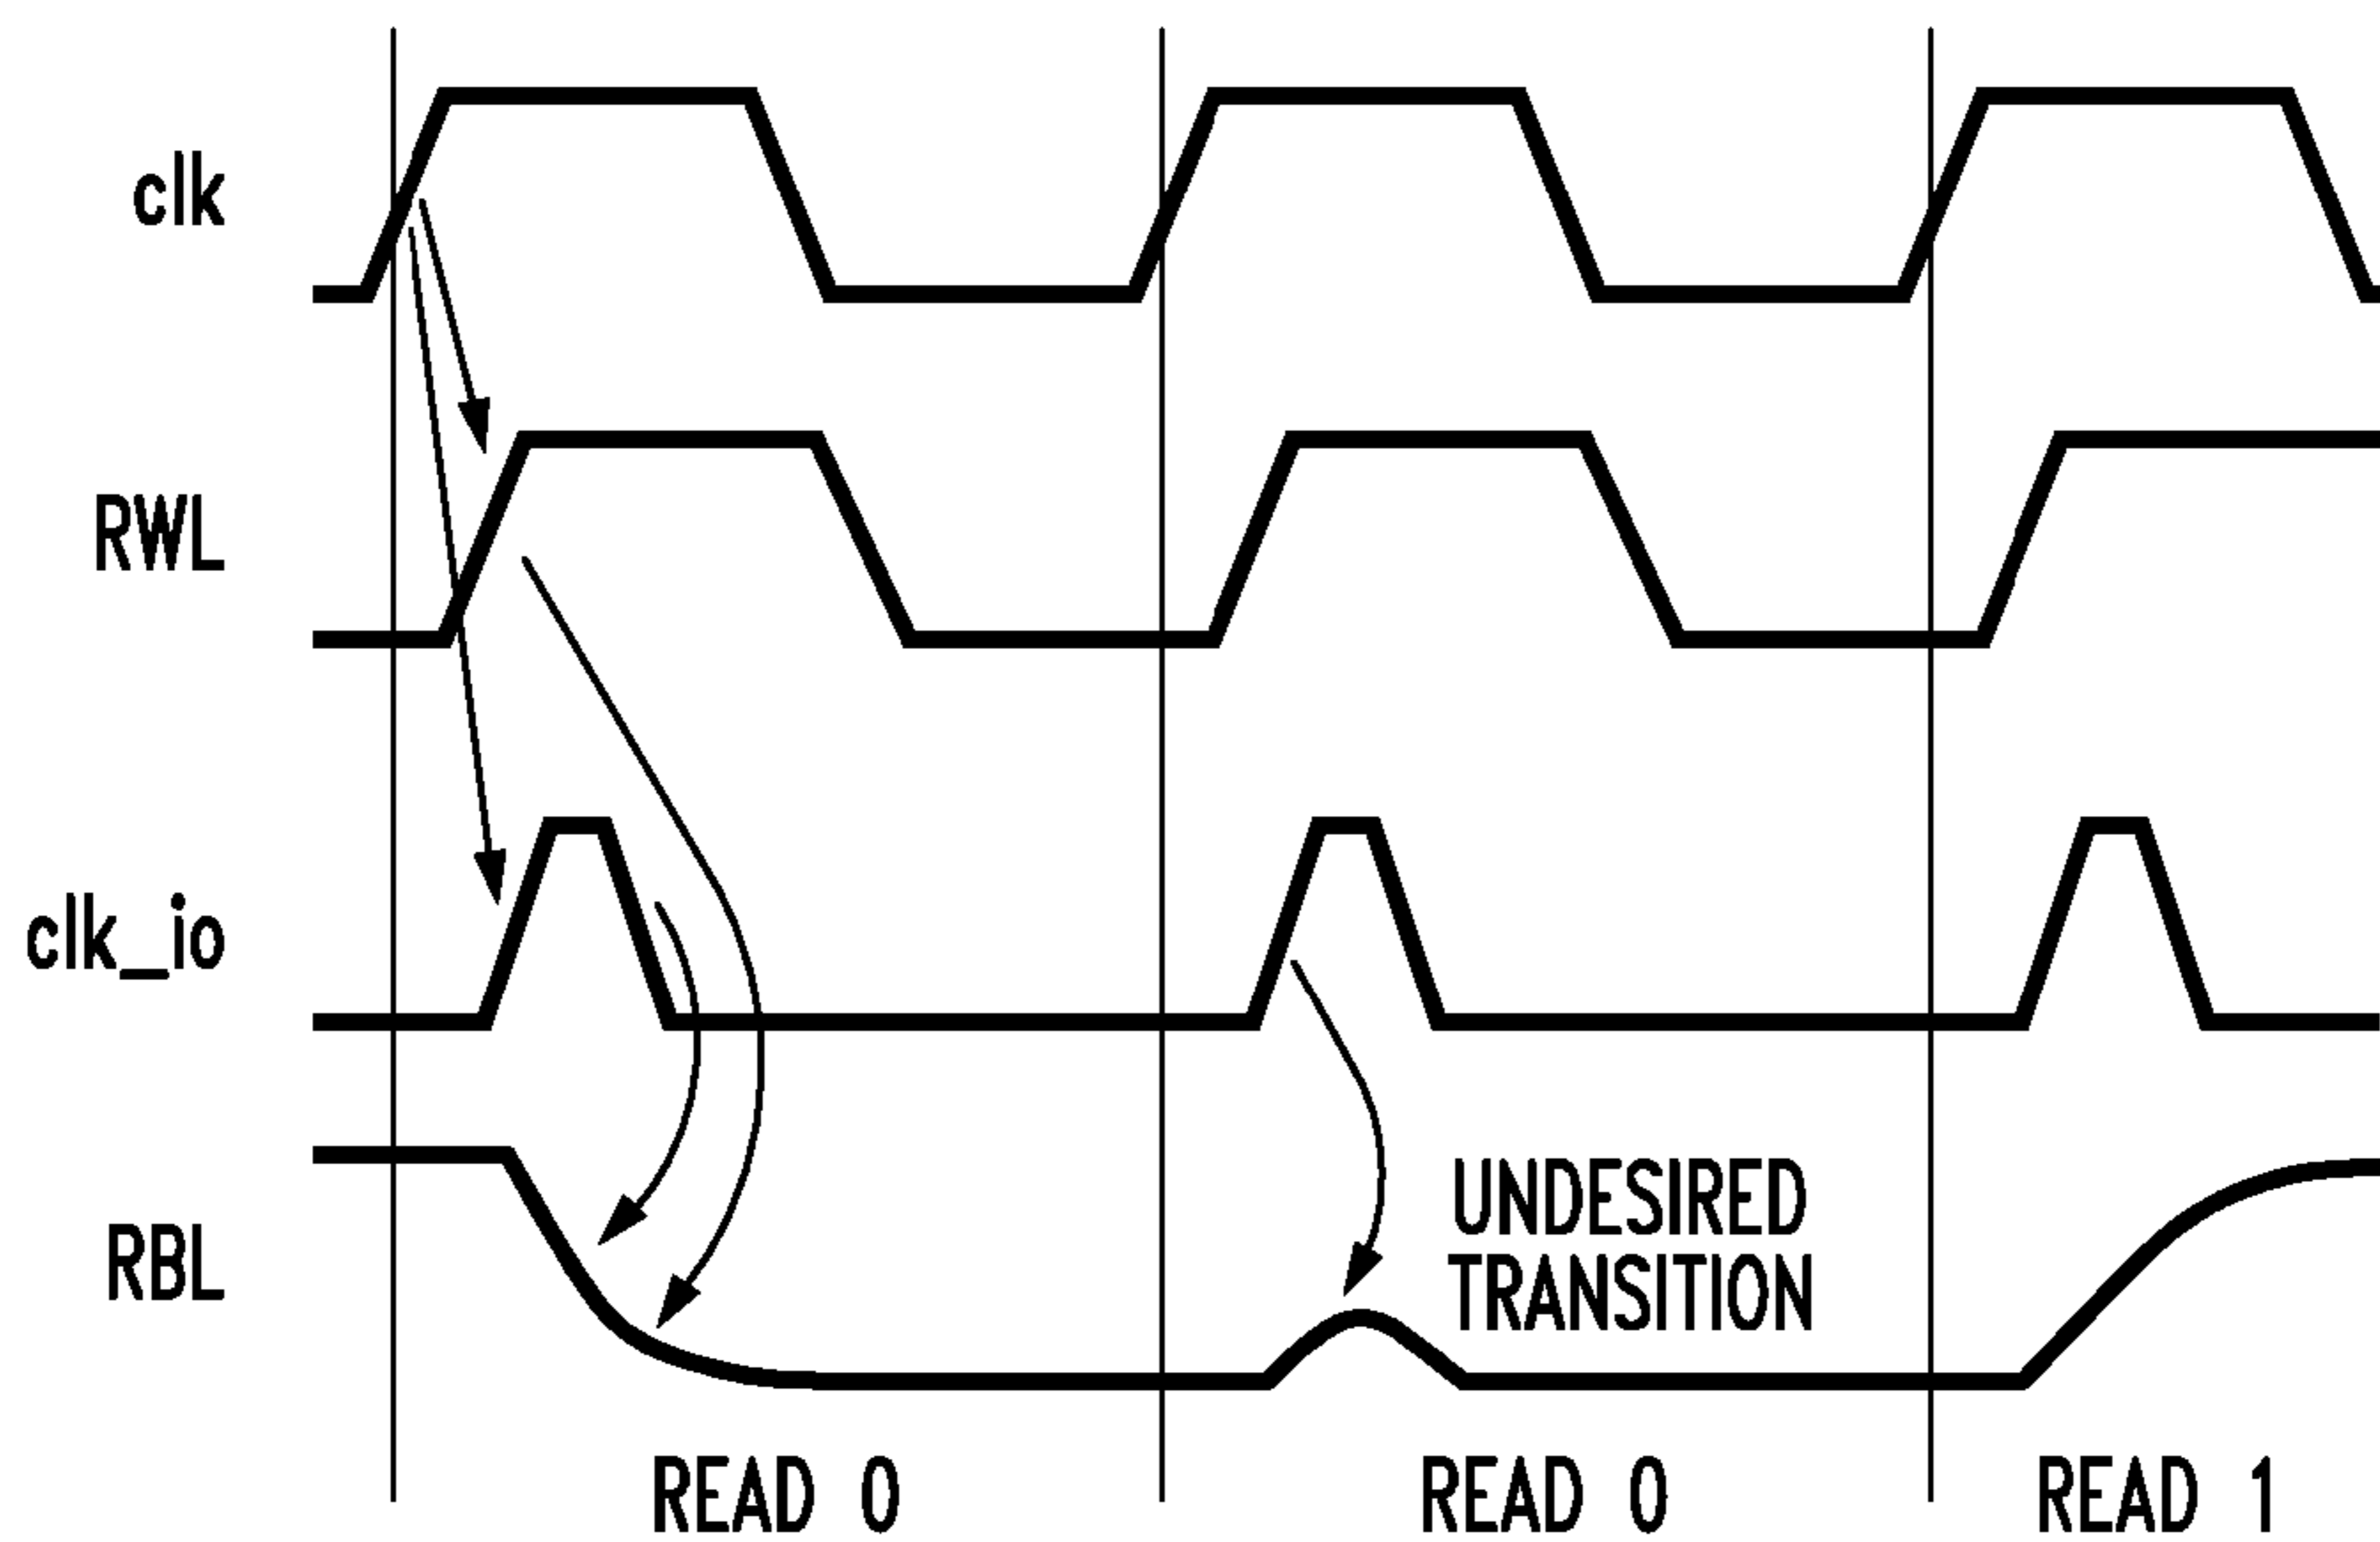 clk
RWL
clk_io
RBL
UNDESIRED
TRANSITION
READ 0
READ 0
READ 1